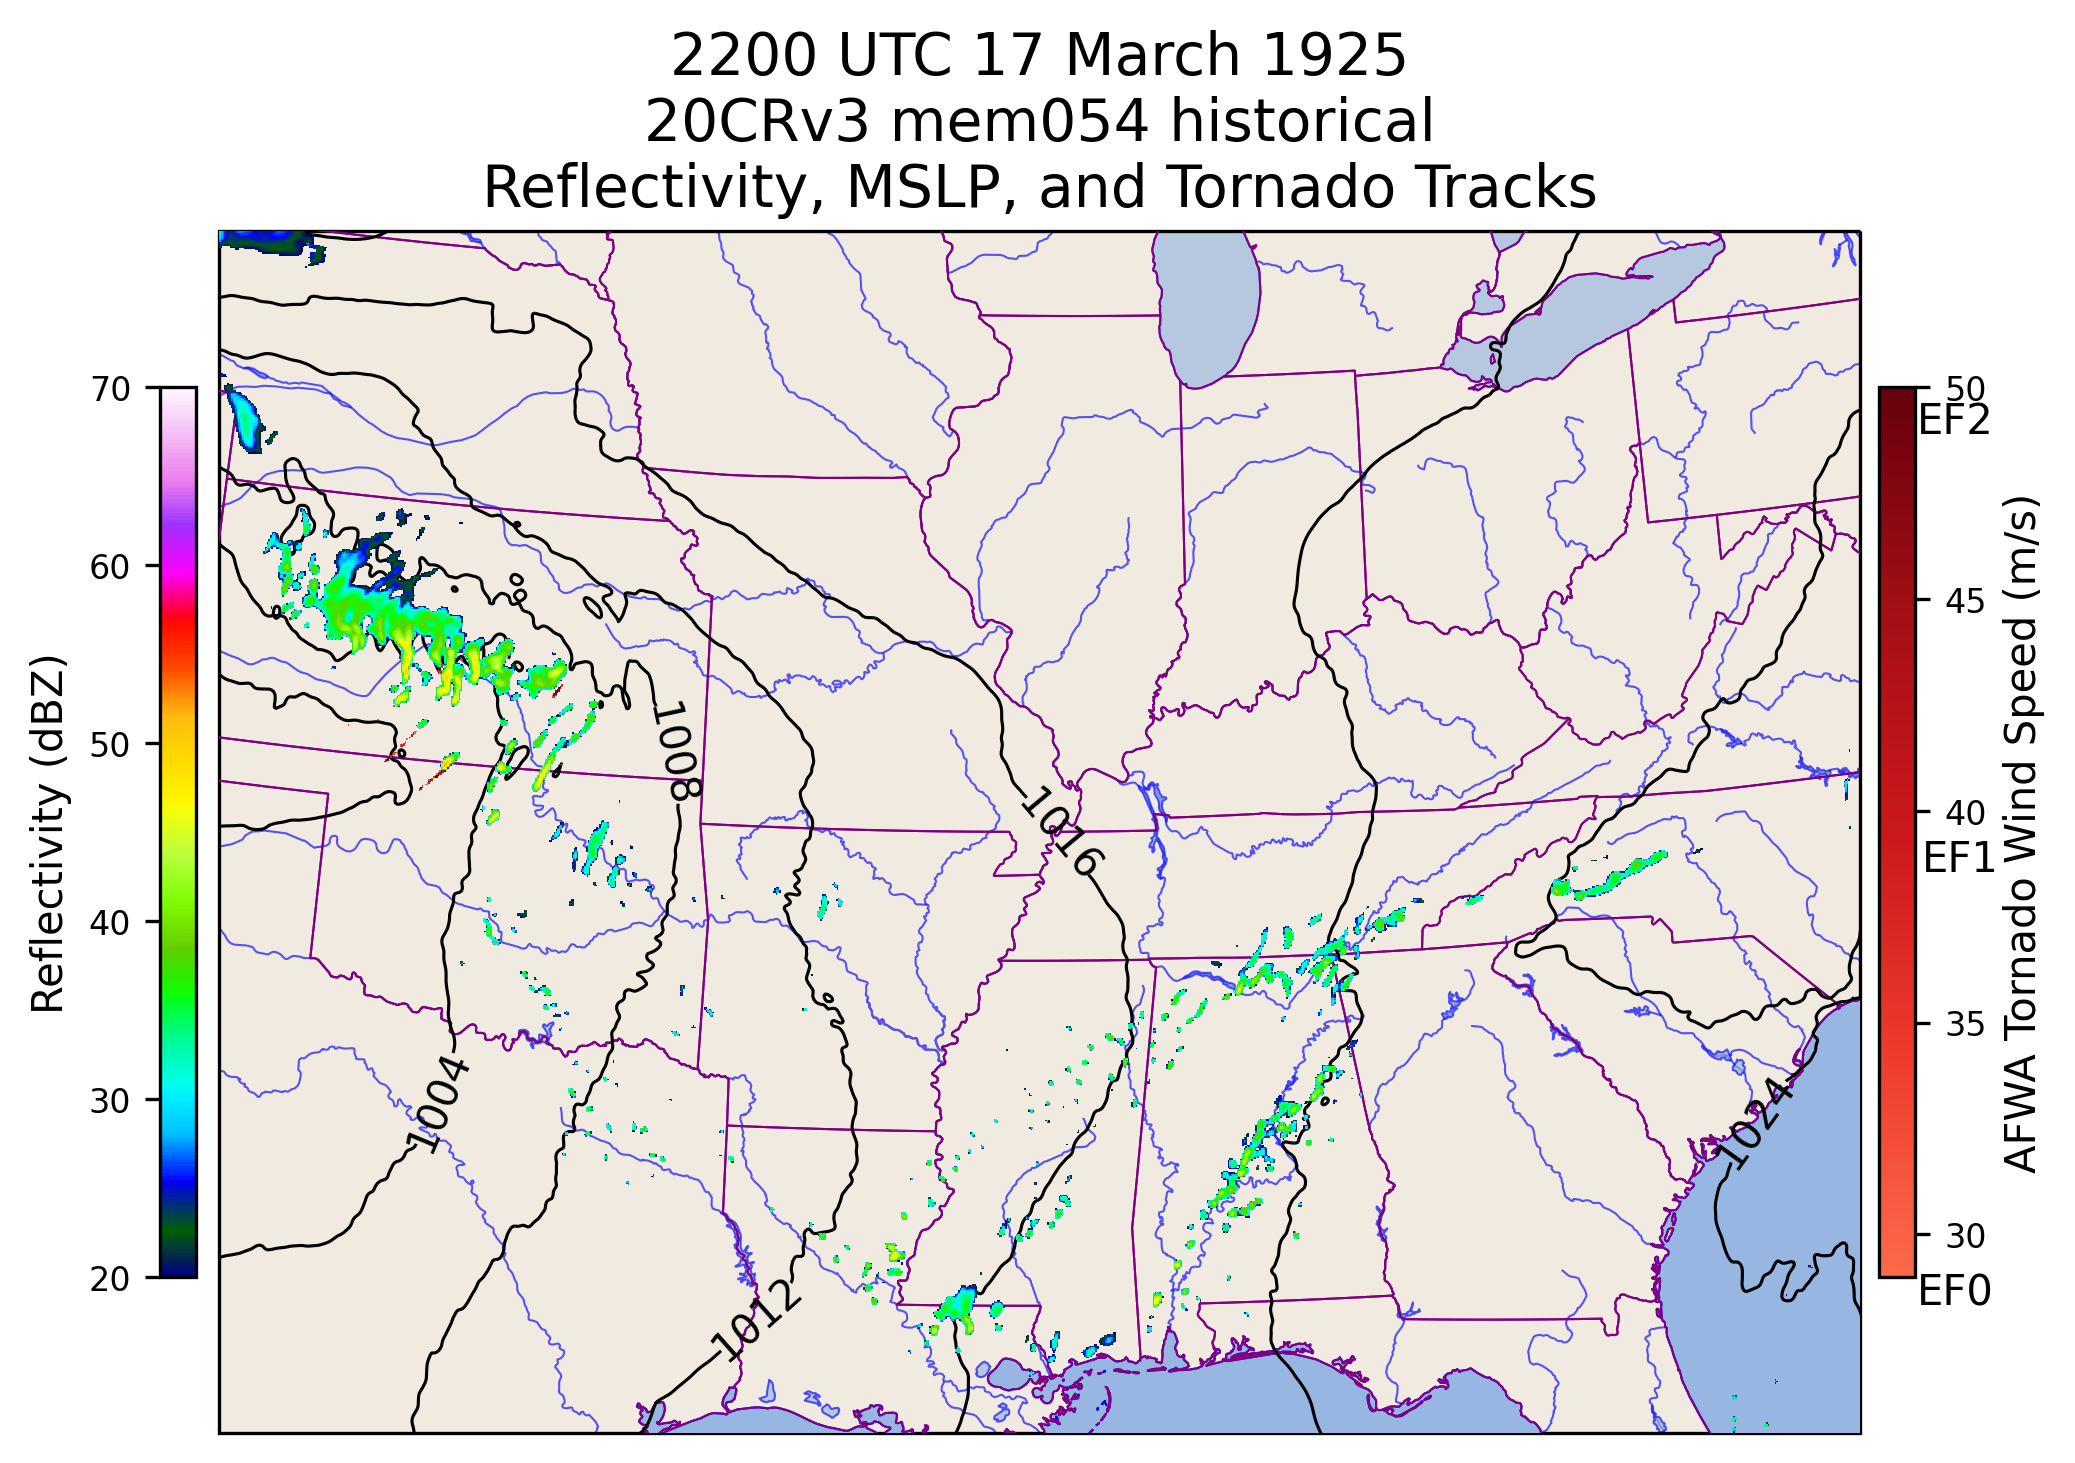 2200 UTC 17 March 1925
20CRv3 mem054 historical
Reflectivity, MSLP, and Tornado Tracks
70
60
50
40
30
20
Reflectivity (dBZ)
1008
1016
1004
1012
1024
50
EF2
45
40
EF1
35
30
EF0
AFWA Tornado Wind Speed (m/s)